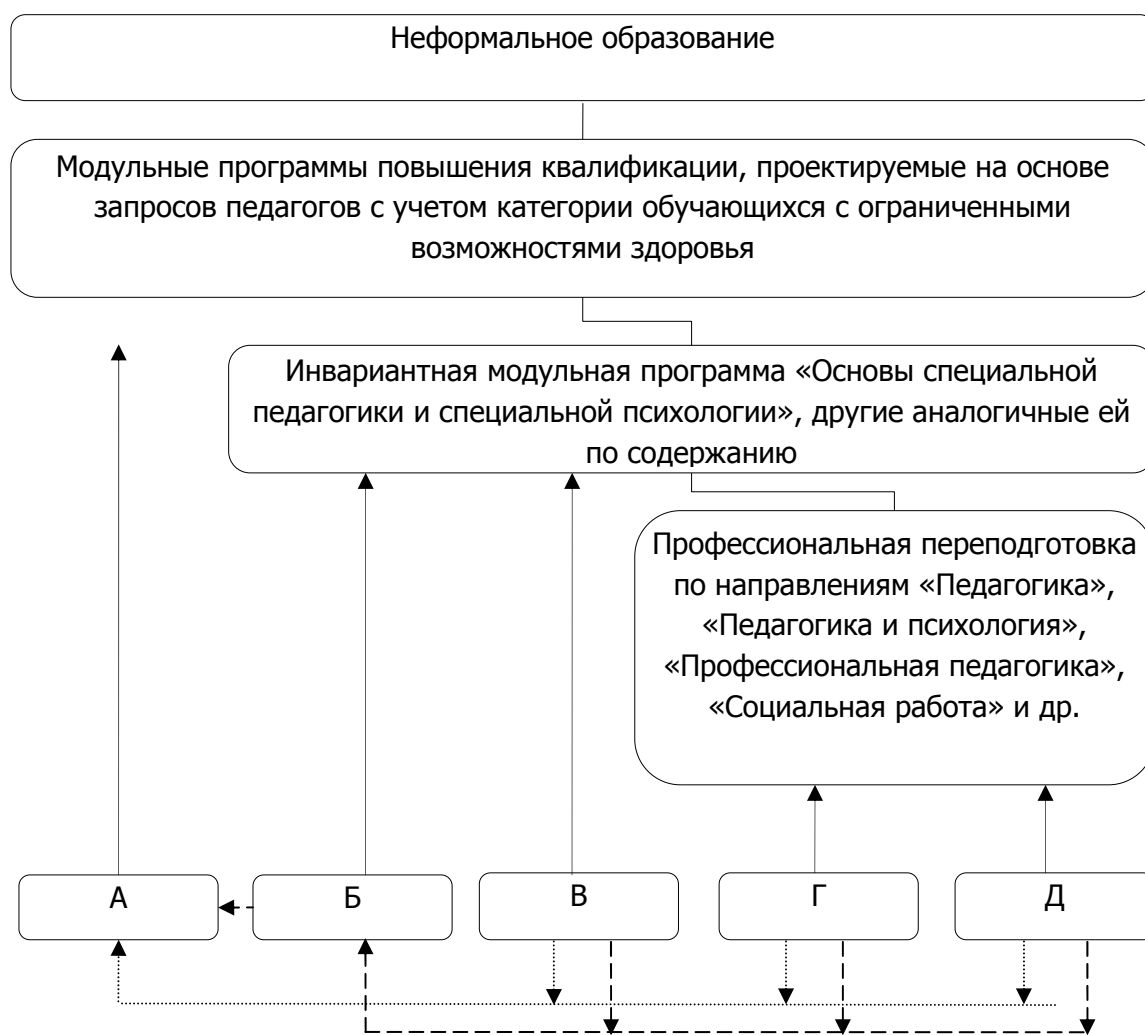 Неформальное образование
Модульные программы повышения квалификации, проектируемые на основе
запросов педагогов с учетом категории обучающихся с ограниченными
возможностями здоровья
Инвариантная модульная программа «Основы специальной
педагогики и специальной психологии», другие аналогичные ей
по содержанию
Профессиональная переподготовка
по направлениям «Педагогика»,
«Педагогика и психология»,
«Профессиональная педагогика»,
«Социальная работа» и др.
А
Б
В
Г
Д